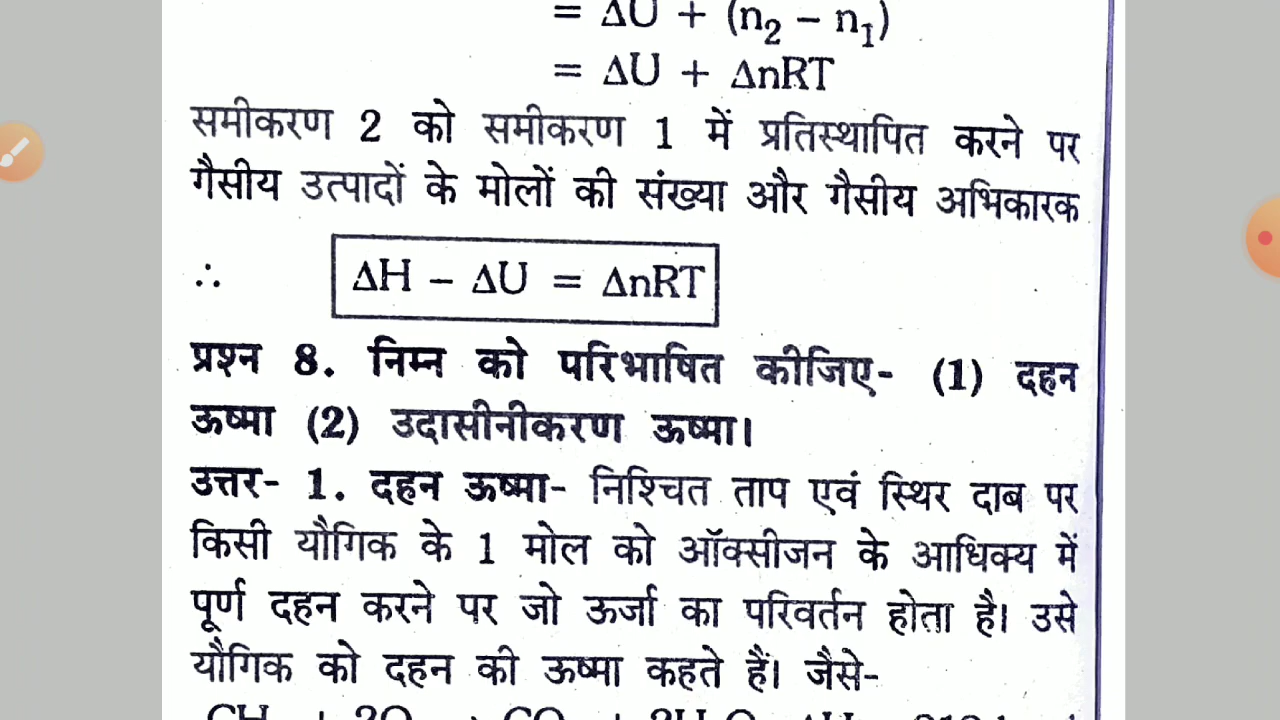 = ΔU + (n₂ − n₁)
= ΔU + ΔnRT
समीकरण 2 को समीकरण 1 में प्रतिस्थापित करने पर
गैसीय उत्पादों के मोलों की संख्या और गैसीय अभिकारक
∴ ΔH − ΔU = ΔnRT
प्रश्न 8. निम्न को परिभाषित कीजिए- (1) दहन
ऊष्मा (2) उदासीनीकरण ऊष्मा।
उत्तर- 1. दहन ऊष्मा- निश्चित ताप एवं स्थिर दाब पर
किसी यौगिक के 1 मोल को ऑक्सीजन के आधिक्य में
पूर्ण दहन करने पर जो ऊर्जा का परिवर्तन होता है। उसे
यौगिक को दहन की ऊष्मा कहते हैं। जैसे-